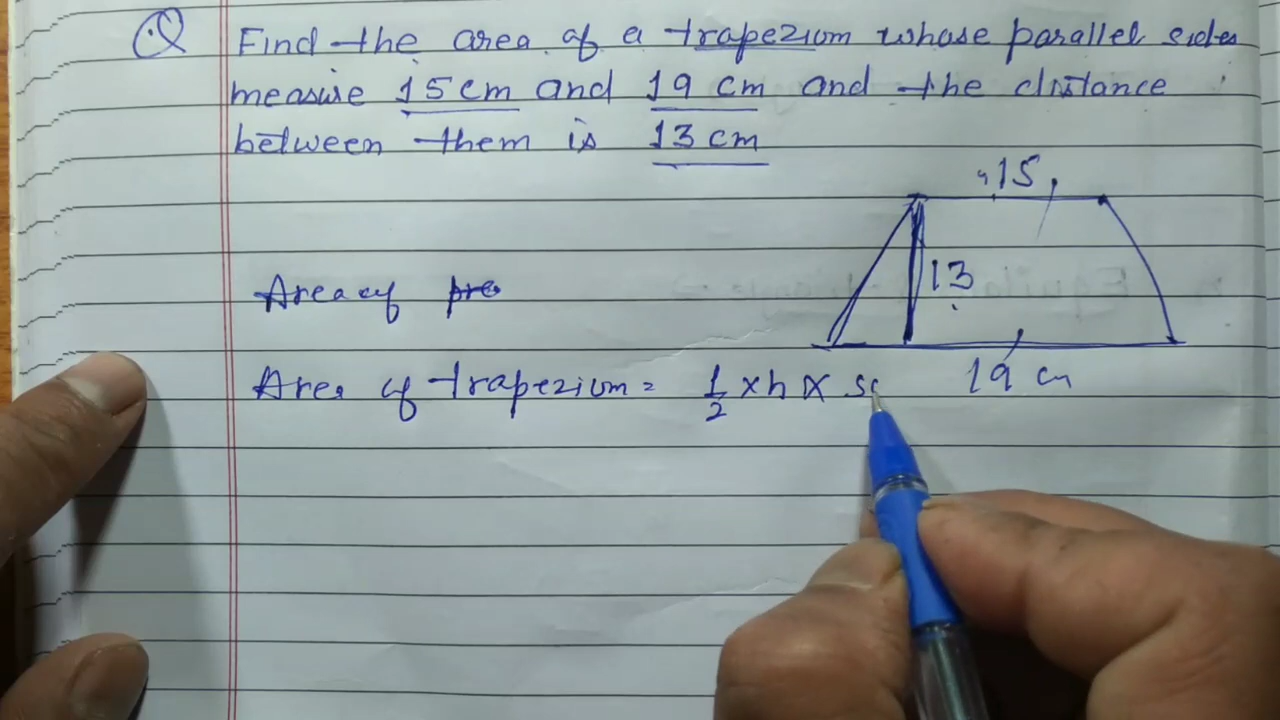 Q Find the area of a trapezium whose parallel sides
measure 15 cm and 19 cm and the distance
between them is 13 cm
15
13
Area of
Area of trapezium = 1/2 x h x
19 cm